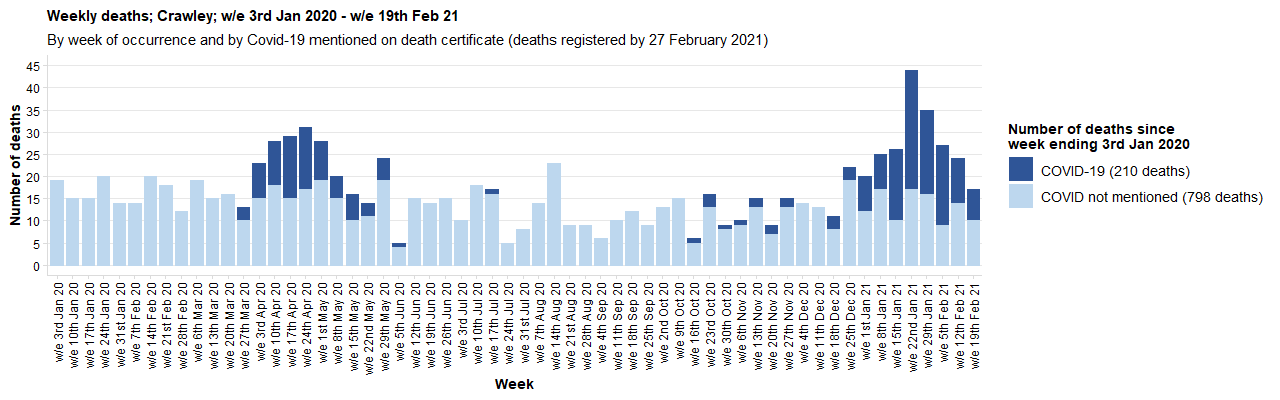 Weekly deaths; Crawley; w/e 3rd Jan 2020 - w/e 19th Feb 21
By week of occurrence and by Covid-19 mentioned on death certificate (deaths registered by 27 February 2021)
Number of deaths
45
40
35
30
25
20
15
10
5
0
w/e 3rd Jan 20
w/e 10th Jan 20
w/e 17th Jan 20
w/e 24th Jan 20
w/e 31st Jan 20
w/e 7th Feb 20
w/e 14th Feb 20
w/e 21st Feb 20
w/e 28th Feb 20
w/e 6th Mar 20
w/e 13th Mar 20
w/e 20th Mar 20
w/e 27th Mar 20
w/e 3rd Apr 20
w/e 10th Apr 20
w/e 17th Apr 20
w/e 24th Apr 20
w/e 1st May 20
w/e 8th May 20
w/e 15th May 20
w/e 22nd May 20
w/e 29th May 20
w/e 5th Jun 20
w/e 12th Jun 20
w/e 19th Jun 20
w/e 26th Jun 20
w/e 3rd Jul 20
w/e 10th Jul 20
w/e 17th Jul 20
w/e 24th Jul 20
w/e 31st Jul 20
w/e 7th Aug 20
w/e 14th Aug 20
w/e 21st Aug 20
w/e 28th Aug 20
w/e 4th Sep 20
w/e 11th Sep 20
w/e 18th Sep 20
w/e 25th Sep 20
w/e 2nd Oct 20
w/e 9th Oct 20
w/e 16th Oct 20
w/e 23rd Oct 20
w/e 30th Oct 20
w/e 6th Nov 20
w/e 13th Nov 20
w/e 20th Nov 20
w/e 27th Nov 20
w/e 4th Dec 20
w/e 11th Dec 20
w/e 18th Dec 20
w/e 25th Dec 20
w/e 1st Jan 21
w/e 8th Jan 21
w/e 15th Jan 21
w/e 22nd Jan 21
w/e 29th Jan 21
w/e 5th Feb 21
w/e 12th Feb 21
w/e 19th Feb 21
Week
Number of deaths since
week ending 3rd Jan 2020
COVID-19 (210 deaths)
COVID not mentioned (798 deaths)